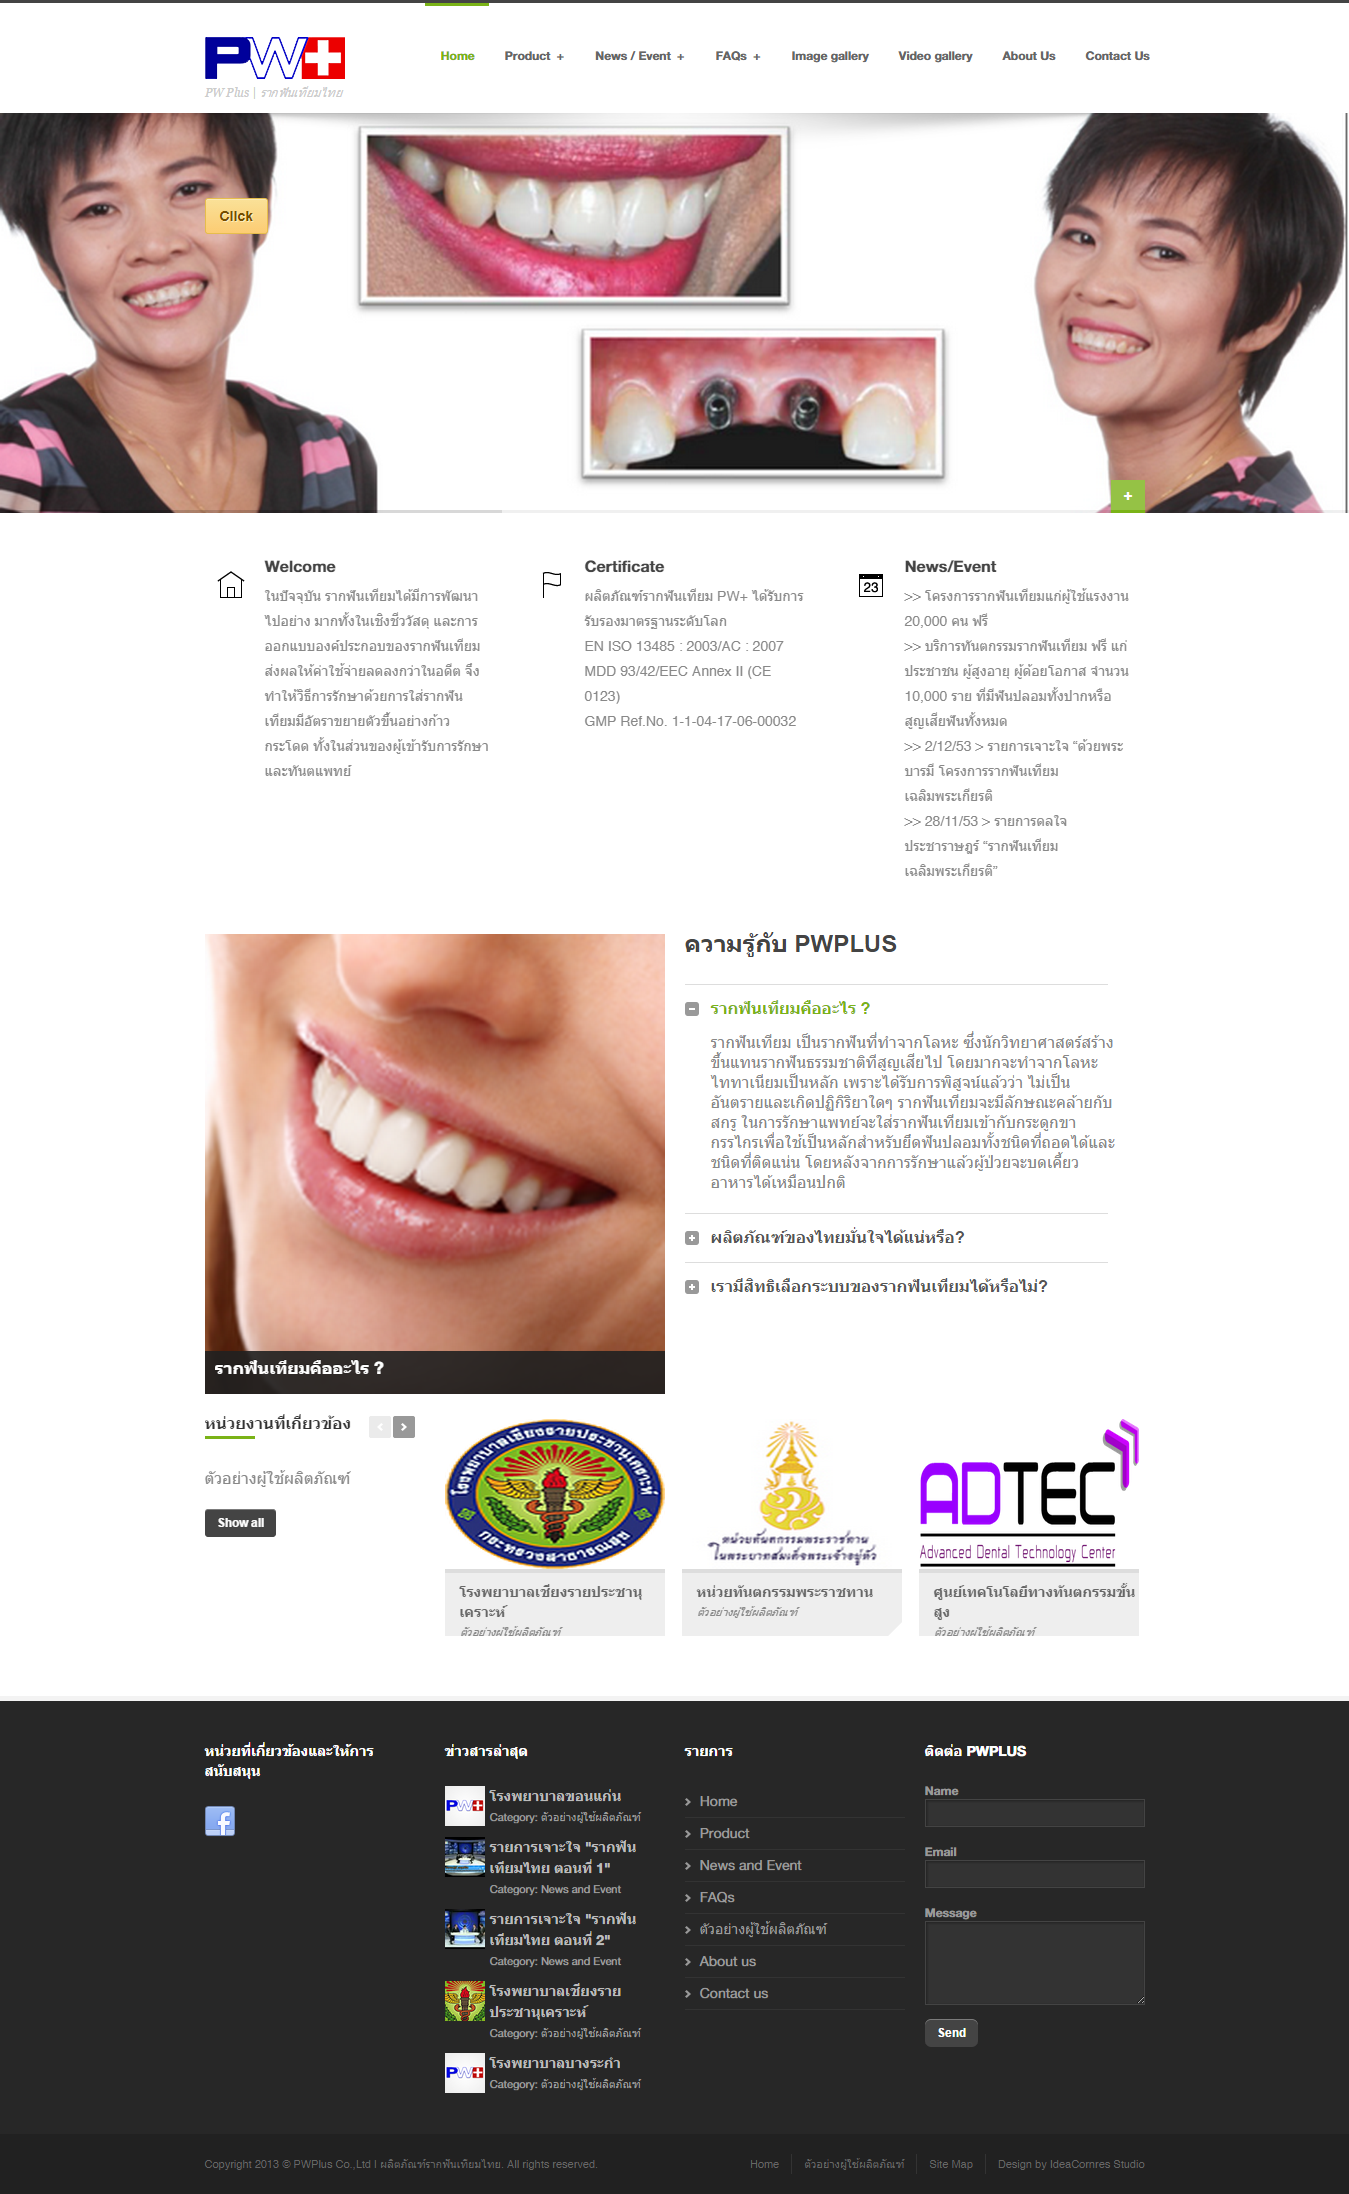 PW+
PW Plus | รากฟันเทียมไทย
Home
Product +
News / Event +
FAQs +
Image gallery
Video gallery
About Us
Contact Us
Click
Welcome
ในปัจจุบัน รากฟันเทียมได้มีการพัฒนา
ไปอย่าง มากทั้งในเชิงชีววัสดุ และการ
ออกแบบองค์ประกอบของรากฟันเทียม
ส่งผลให้ค่าใช้จ่ายลดลงกว่าในอดีต จึง
ทำให้วิธีการรักษาด้วยการใส่รากฟัน
เทียมมีอัตราขยายตัวขึ้นอย่างก้าว
กระโดด ทั้งในส่วนของผู้เข้ารับการรักษา
และทันตแพทย์
Certificate
ผลิตภัณฑ์รากฟันเทียม PW+ ได้รับการ
รับรองมาตรฐานระดับโลก
EN ISO 13485 : 2003/AC : 2007
MDD 93/42/EEC Annex II (CE
0123)
GMP Ref.No. 1-1-04-17-06-00032
23
News/Event
>> โครงการรากฟันเทียมแก่ผู้ใช้แรงงาน
20,000 คน ฟรี
>> บริการทันตกรรมรากฟันเทียม ฟรี แก่
ประชาชน ผู้สูงอายุ ผู้ด้อยโอกาส จำนวน
10,000 ราย ที่มีฟันปลอมทั้งปากหรือ
สูญเสียฟันทั้งหมด
>> 2/12/53 > รายการเจาะใจ “ด้วยพระ
บารมี โครงการรากฟันเทียม
เฉลิมพระเกียรติ
>> 28/11/53 > รายการดลใจ
ประชาราษฎร์ “รากฟันเทียม
เฉลิมพระเกียรติ”
ความรู้กับ PWPLUS
รากฟันเทียมคืออะไร ?
รากฟันเทียม เป็นรากฟันที่ทำจากโลหะ ซึ่งนักวิทยาศาสตร์สร้าง
ขึ้นแทนรากฟันธรรมชาติที่สูญเสียไป โดยมากจะทำจากโลหะ
ไททาเนียมเป็นหลัก เพราะได้รับการพิสูจน์แล้วว่า ไม่เป็น
อันตรายและเกิดปฏิกิริยาใดๆ รากฟันเทียมจะมีลักษณะคล้ายกับ
สกรู ในการรักษาแพทย์จะใส่รากฟันเทียมเข้ากับกระดูกขา
กรรไกรเพื่อใช้เป็นหลักสำหรับยึดฟันปลอมทั้งชนิดที่ถอดได้และ
ชนิดที่ติดแน่น โดยหลังจากการรักษาแล้วผู้ป่วยจะบดเคี้ยว
อาหารได้เหมือนปกติ
ผลิตภัณฑ์ของไทยมั่นใจได้แน่หรือ?
เรามีสิทธิเลือกระบบของรากฟันเทียมได้หรือไม่?
รากฟันเทียมคืออะไร ?
หน่วยงานที่เกี่ยวข้อง
ตัวอย่างผู้ใช้ผลิตภัณฑ์
Show all
โรงพยาบาลเชียงรายประชานุเคราะห์
กระทรวงสาธารณสุข
หน่วยทันตกรรมพระราชทาน
ในพระบาทสมเด็จพระเจ้าอยู่หัว
ADTEC
Advanced Dental Technology Center
โรงพยาบาลเชียงรายประชานุ
เคราะห์
ตัวอย่างผู้ใช้ผลิตภัณฑ์
หน่วยทันตกรรมพระราชทาน
ตัวอย่างผู้ใช้ผลิตภัณฑ์
ศูนย์เทคโนโลยีทางทันตกรรมขั้น
สูง
ตัวอย่างผู้ใช้ผลิตภัณฑ์
หน่วยที่เกี่ยวข้องและให้การ
สนับสนุน
ข่าวสารล่าสุด
PW+
โรงพยาบาลขอนแก่น
Category: ตัวอย่างผู้ใช้ผลิตภัณฑ์
รายการเจาะใจ "รากฟัน
เทียมไทย ตอนที่ 1"
Category: News and Event
รายการเจาะใจ "รากฟัน
เทียมไทย ตอนที่ 2"
Category: News and Event
โรงพยาบาลเชียงราย
ประชานุเคราะห์
Category: ตัวอย่างผู้ใช้ผลิตภัณฑ์
PW+
โรงพยาบาลบางระกำ
Category: ตัวอย่างผู้ใช้ผลิตภัณฑ์
รายการ
Home
Product
News and Event
FAQs
ตัวอย่างผู้ใช้ผลิตภัณฑ์
About us
Contact us
ติดต่อ PWPLUS
Name
Email
Message
Send
Copyright 2013 © PWPlus Co.,Ltd l ผลิตภัณฑ์รากฟันเทียมไทย. All rights reserved.
Home
ตัวอย่างผู้ใช้ผลิตภัณฑ์
Site Map
Design by IdeaCornres Studio